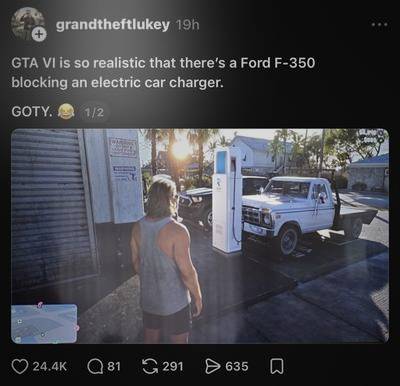 grandtheftlukey 19h
GTA VI is so realistic that there's a Ford F-350
blocking an electric car charger.
GOTY. 😂 1/2
WARNING
24.4K 81 291 635